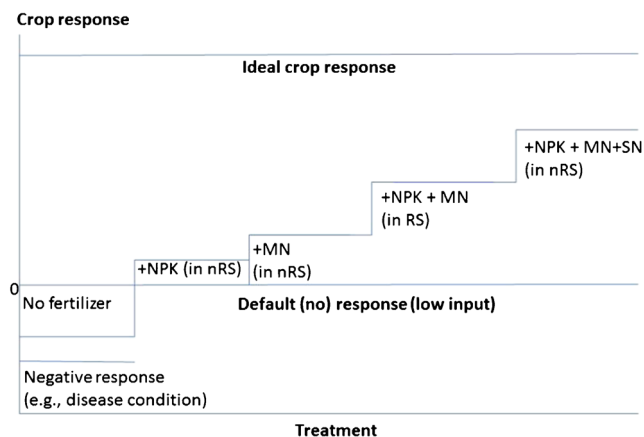 Crop response
Ideal crop response
+NPK + MN+SN
(in nRS)
+NPK + MN
(in RS)
+MN
(in nRS)
+NPK (in nRS)
0
No fertilizer
Default (no) response (low input)
Negative response
(e.g., disease condition)
Treatment